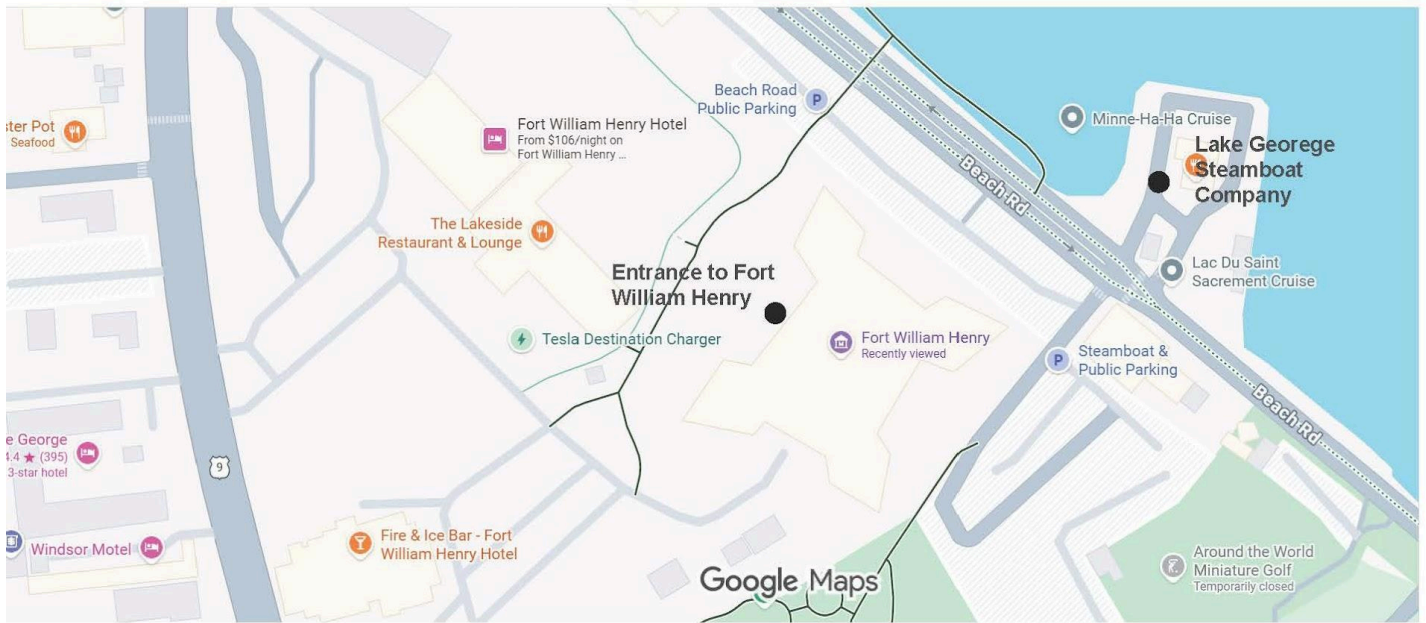 Beach Road
Public Parking
P
Minne-Ha-Ha Cruise
Fort William Henry Hotel
From $106/night on
Fort William Henry ...
ster Pot
Seafood
Lake Georege
Steamboat
Company
Beach Rd
The Lakeside
Restaurant & Lounge
Entrance to Fort
William Henry
Lac Du Saint
Sacrement Cruise
Tesla Destination Charger
Fort William Henry
Recently viewed
P
Steamboat &
Public Parking
Beach Rd
e George
4.4 ★ (395)
3-star hotel
9
Windsor Motel
Fire & Ice Bar - Fort
William Henry Hotel
Around the World
Miniature Golf
Temporarily closed
Google Maps